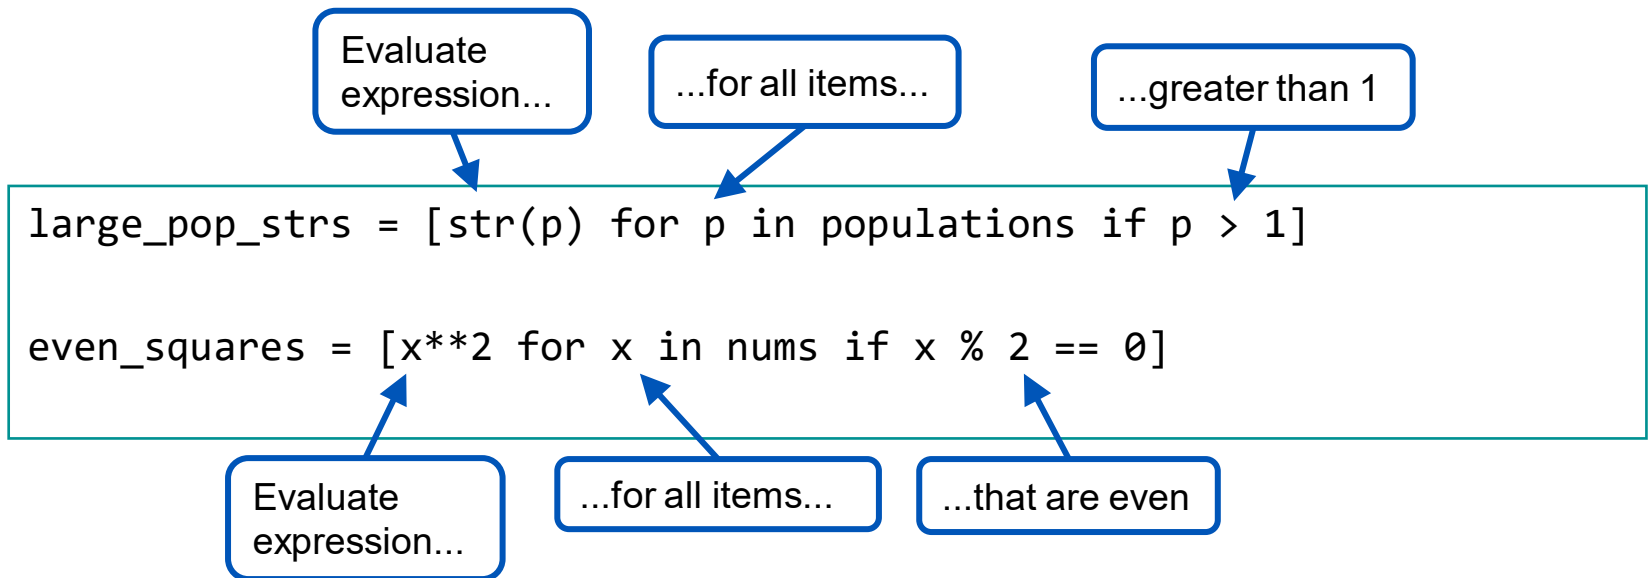 Evaluate
expression...
...for all items...
...greater than 1
large_pop_strs = [str(p) for p in populations if p > 1]
even_squares = [x**2 for x in nums if x % 2 == 0]
Evaluate
expression...
...for all items...
...that are even